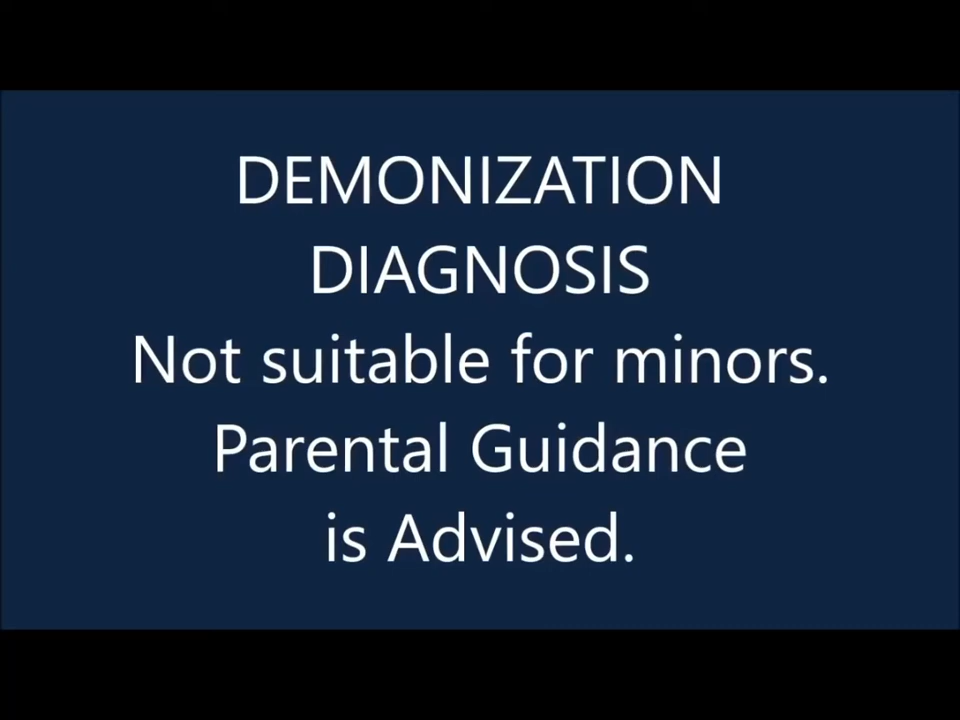 DEMONIZATION
DIAGNOSIS
Not suitable for minors.
Parental Guidance
is Advised.